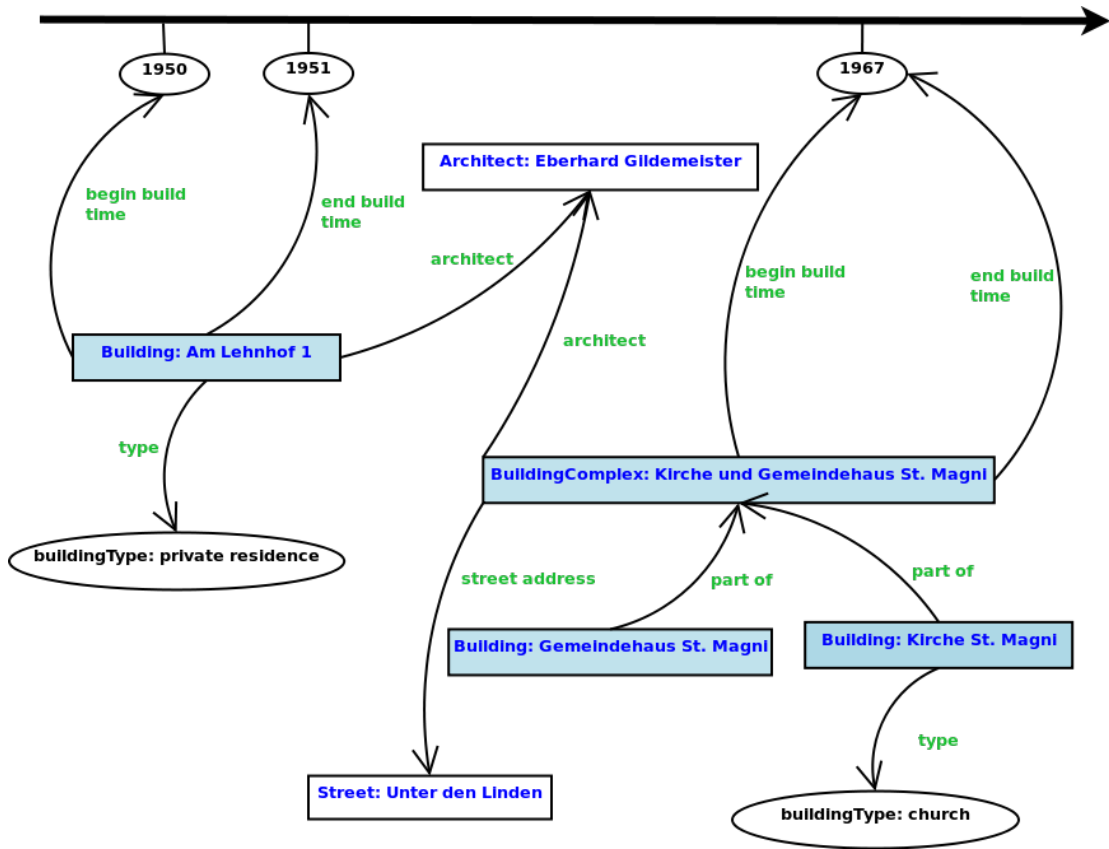 1950
1951
1967
Architect: Eberhard Gildemeister
begin build
time
end build
time
architect
begin build
time
end build
time
architect
Building: Am Lehnhof 1
type
BuildingComplex: Kirche und Gemeindehaus St. Magni
buildingType: private residence
street address
part of
part of
Building: Gemeindehaus St. Magni
Building: Kirche St. Magni
type
Street: Unter den Linden
buildingType: church